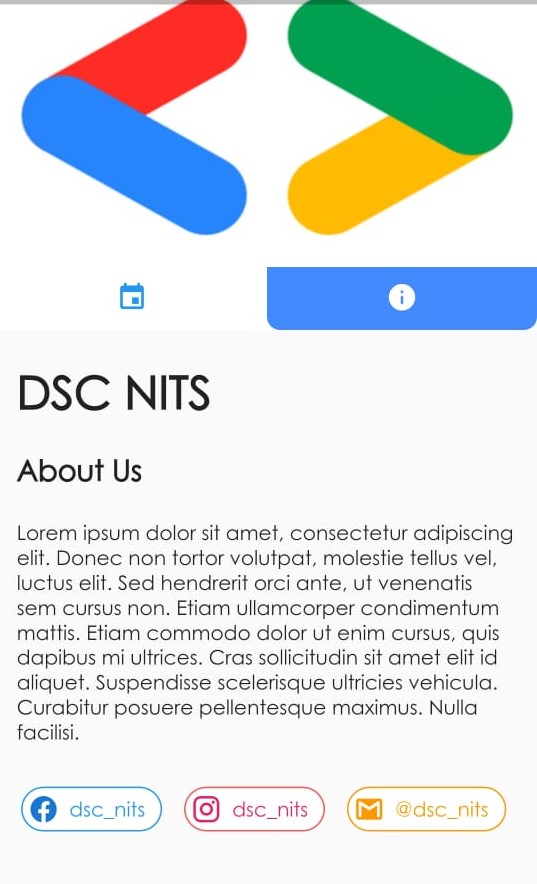 DSC NITS
About Us
Lorem ipsum dolor sit amet, consectetur adipiscing
elit. Donec non tortor volutpat, molestie tellus vel,
luctus elit. Sed hendrerit orci ante, ut venenatis
sem cursus non. Etiam ullamcorper condimentum
mattis. Etiam commodo dolor ut enim cursus, quis
dapibus mi ultrices. Cras sollicitudin sit amet elit id
aliquet. Suspendisse scelerisque ultricies vehicula.
Curabitur posuere pellentesque maximus. Nulla
facilisi.
dsc_nits dsc_nits @dsc_nits